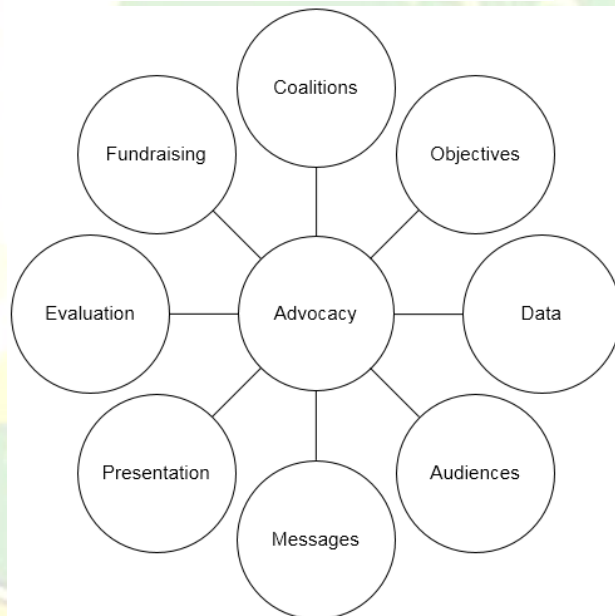 Coalitions
Fundraising
Objectives
Evaluation
Advocacy
Data
Presentation
Audiences
Messages